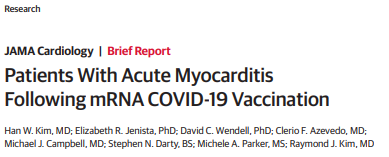 Research
JAMA Cardiology | Brief Report
Patients With Acute Myocarditis
Following mRNA COVID-19 Vaccination
Han W. Kim, MD; Elizabeth R. Jenista, PhD; David C. Wendell, PhD; Clerio F. Azevedo, MD;
Michael J. Campbell, MD; Stephen N. Darty, BS; Michele A. Parker, MS; Raymond J. Kim, MD